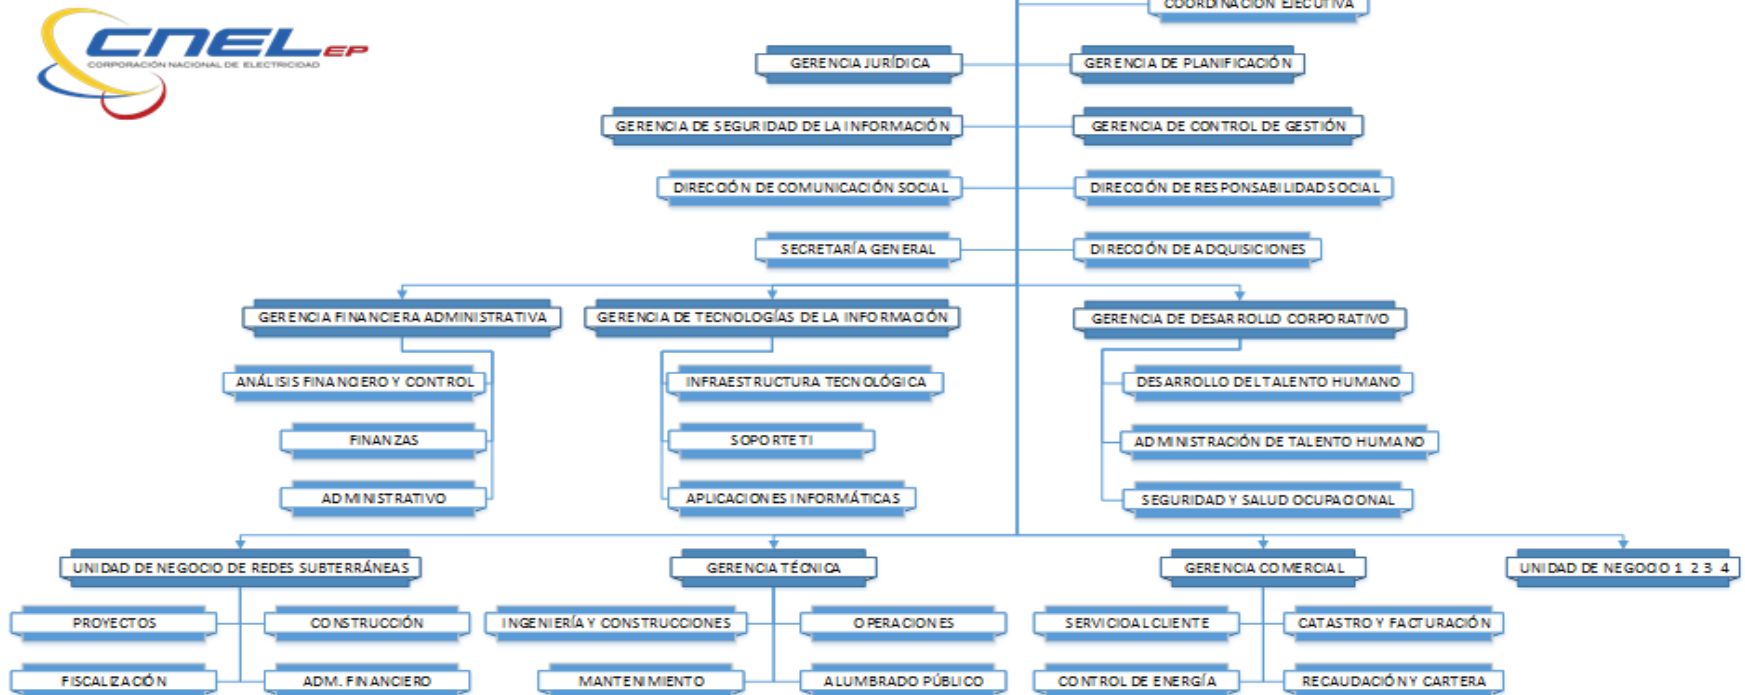 COORDINACIÓN EJECUTIVA
CNEL EP
CORPORACIÓN NACIONAL DE ELECTRICIDAD
GERENCIA JURÍDICA
GERENCIA DE PLANIFICACIÓN
GERENCIA DE SEGURIDAD DE LA INFORMACIÓN
GERENCIA DE CONTROL DE GESTIÓN
DIRECCIÓN DE COMUNICACIÓN SOCIAL
DIRECCIÓN DE RESPONSABILIDAD SOCIAL
SECRETARÍA GENERAL
DIRECCIÓN DE ADQUISICIONES
GERENCIA FINANCIERA ADMINISTRATIVA
GERENCIA DE TECNOLOGÍAS DE LA INFORMACIÓN
GERENCIA DE DESARROLLO CORPORATIVO
ANÁLISIS FINANCIERO Y CONTROL
INFRAESTRUCTURA TECNOLÓGICA
DESARROLLO DEL TALENTO HUMANO
FINANZAS
SOPORTE TI
ADMINISTRACIÓN DE TALENTO HUMANO
ADMINISTRATIVO
APLICACIONES INFORMÁTICAS
SEGURIDAD Y SALUD OCUPACIONAL
UNIDAD DE NEGOCIO DE REDES SUBTERRÁNEAS
GERENCIA TÉCNICA
GERENCIA COMERCIAL
UNIDAD DE NEGOCIO 1 2 3 4
PROYECTOS
CONSTRUCCIÓN
INGENIERÍA Y CONSTRUCCIONES
OPERACIONES
SERVICIO AL CLIENTE
CATASTRO Y FACTURACIÓN
FISCALIZACIÓN
ADM. FINANCIERO
MANTENIMIENTO
ALUMBRADO PÚBLICO
CONTROL DE ENERGÍA
RECAUDACIÓN Y CARTERA